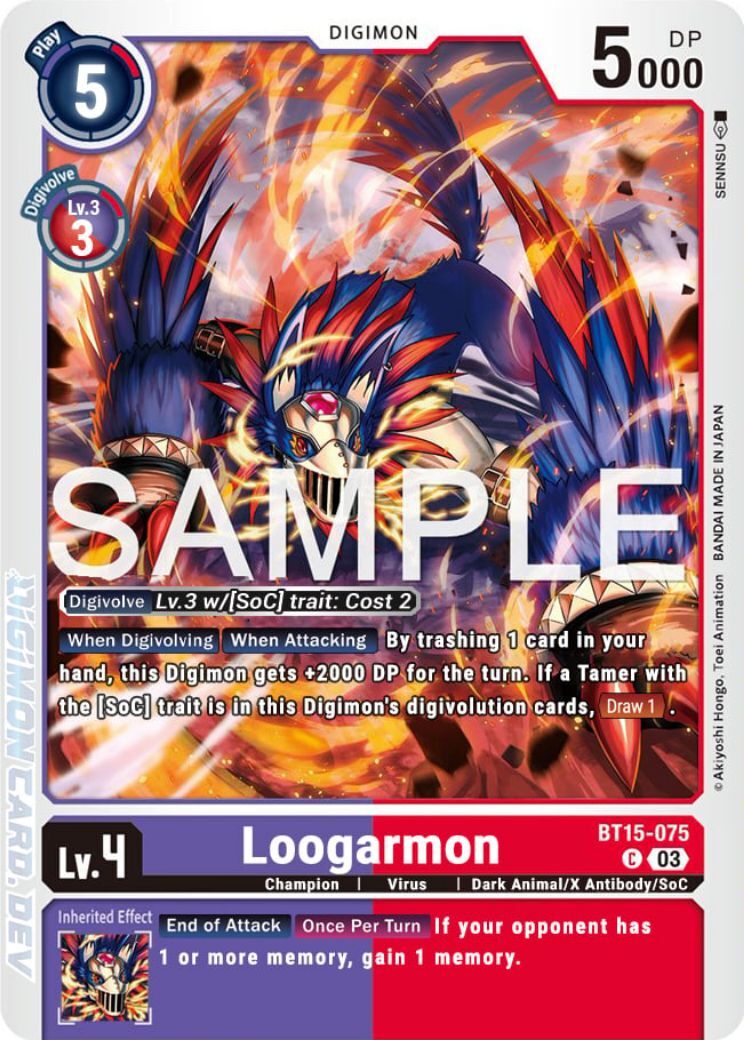 DIGIMON
Play
5
DP
5000
Digivolve
Lv.3
3
SENNSU
SAMPLE
© Akiyoshi Hongo, Toei Animation BANDAI MADE IN JAPAN
Digivolve Lv.3 w/[SoC] trait: Cost 2
When Digivolving When Attacking By trashing 1 card in your
hand, this Digimon gets +2000 DP for the turn. If a Tamer with
the [SoC] trait is in this Digimon's digivolution cards, Draw 1 .
DIGIMONCARD.DEV
Lv.4
Loogarmon
BT15-075
C 03
Champion | Virus | Dark Animal/X Antibody/SoC
Inherited Effect
End of Attack Once Per Turn If your opponent has
1 or more memory, gain 1 memory.